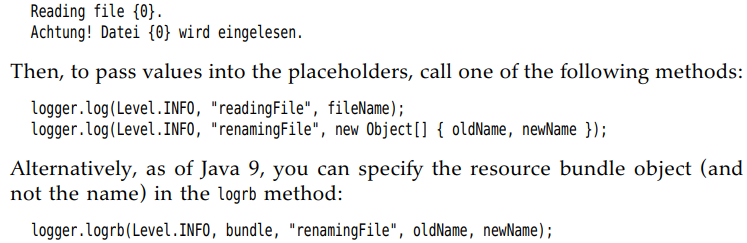 Reading file {0}.
Achtung! Datei {0} wird eingelesen.
Then, to pass values into the placeholders, call one of the following methods:
logger.log(Level.INFO, "readingFile", fileName);
logger.log(Level.INFO, "renamingFile", new Object[] { oldName, newName });
Alternatively, as of Java 9, you can specify the resource bundle object (and
not the name) in the logrb method:
logger.logrb(Level.INFO, bundle, "renamingFile", oldName, newName);